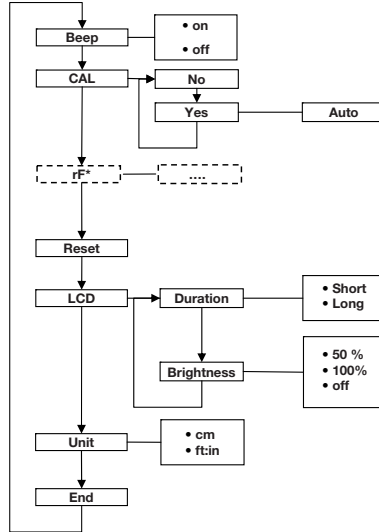 Beep
• on
• off
CAL
No
Yes
Auto
rF*
....
Reset
LCD
Duration
• Short
• Long
Brightness
• 50 %
• 100%
• off
Unit
• cm
• ft:in
End